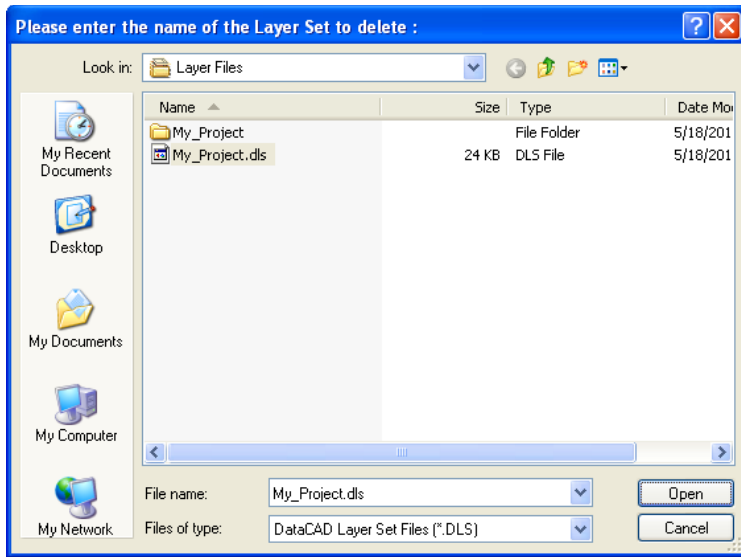 Please enter the name of the Layer Set to delete :
Look in:
Layer Files
Name
Size
Type
Date Mo
My_Project
File Folder
5/18/201
My_Project.dls
24 KB
DLS File
5/18/201
My Recent
Documents
Desktop
My Documents
My Computer
My Network
File name:
My_Project.dls
Open
Files of type:
DataCAD Layer Set Files (*.DLS)
Cancel